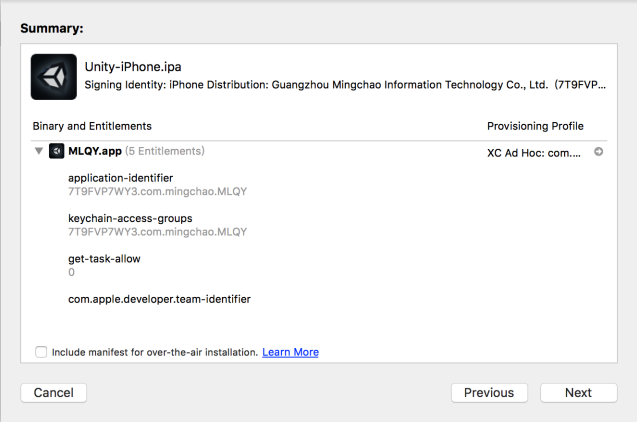 Summary:
Unity-iPhone.ipa
Signing Identity: iPhone Distribution: Guangzhou Mingchao Information Technology Co., Ltd. (7T9FVP...
Binary and Entitlements
Provisioning Profile
MLQY.app (5 Entitlements)
XC Ad Hoc: com....
application-identifier
7T9FVP7WY3.com.mingchao.MLQY
keychain-access-groups
7T9FVP7WY3.com.mingchao.MLQY
get-task-allow
0
com.apple.developer.team-identifier
Include manifest for over-the-air installation. Learn More
Cancel
Previous
Next